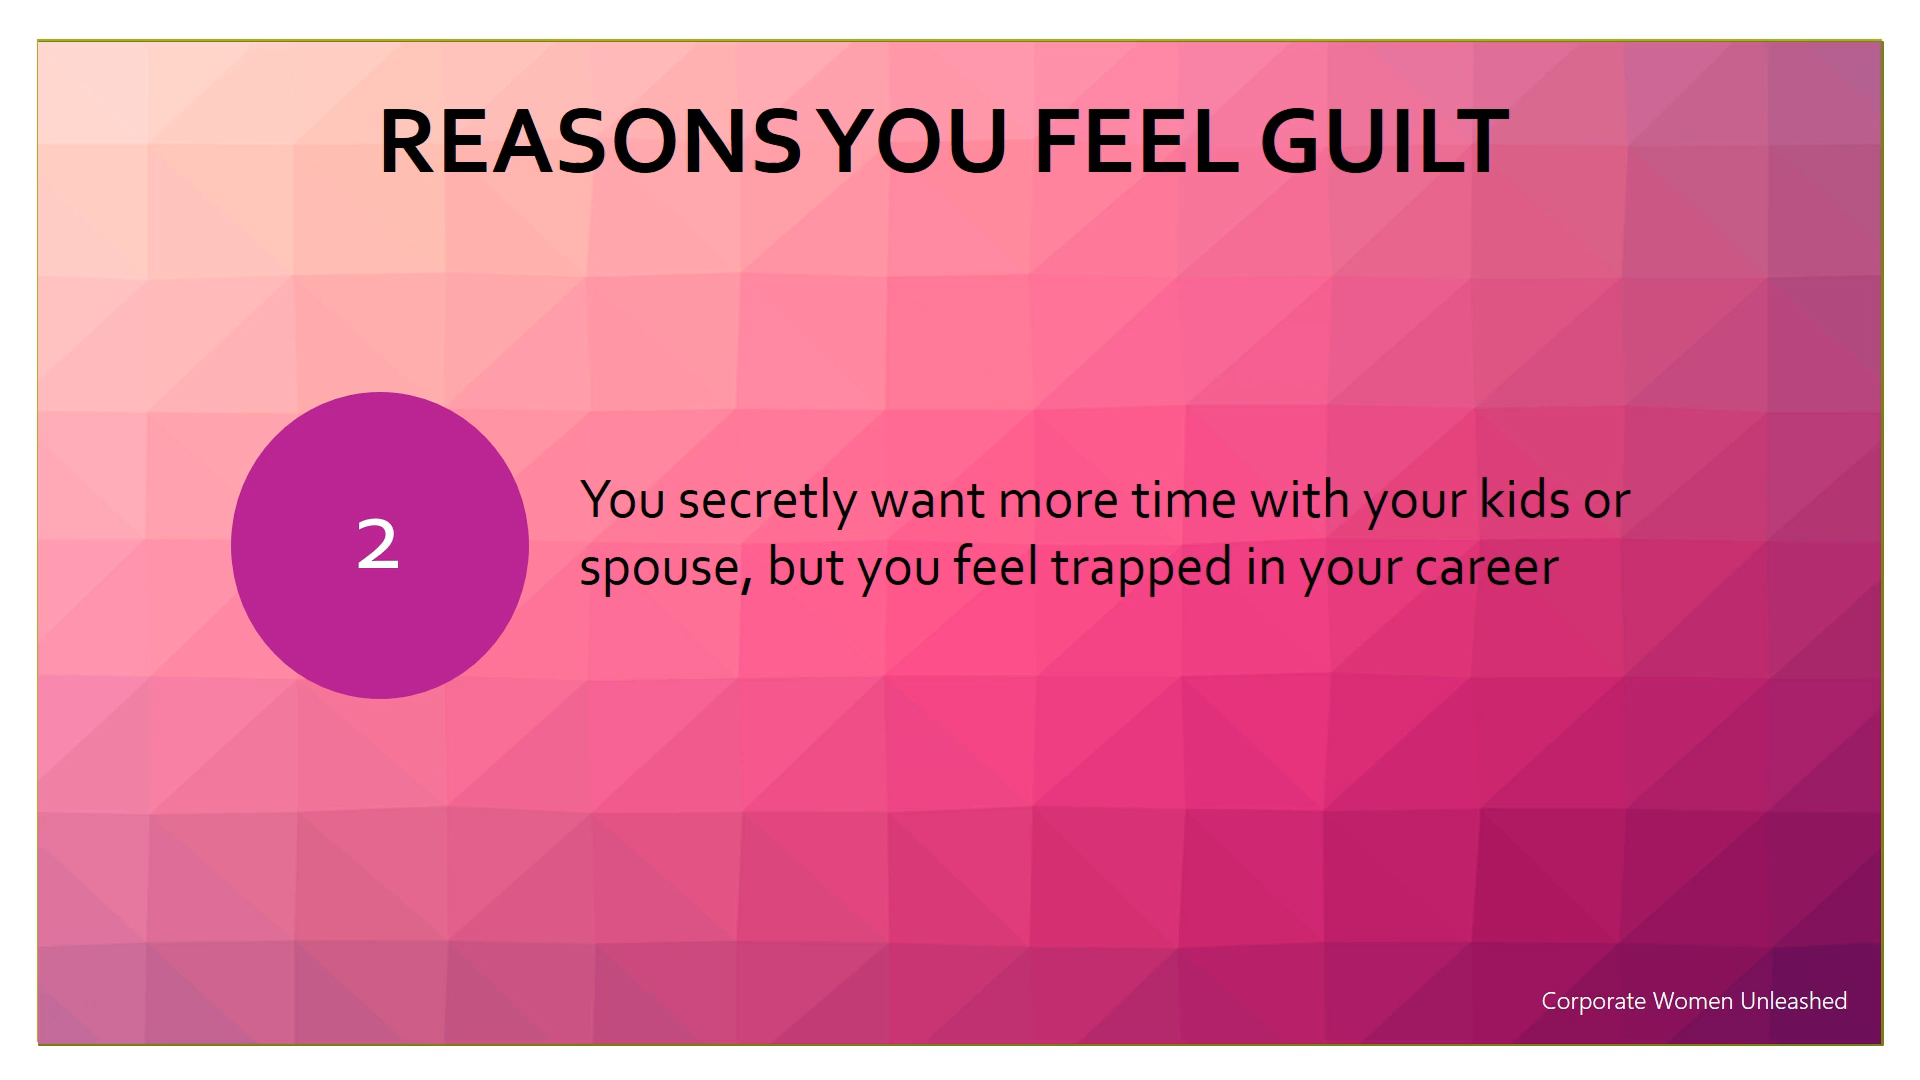 REASONS YOU FEEL GUILT
2
You secretly want more time with your kids or
spouse, but you feel trapped in your career
Corporate Women Unleashed